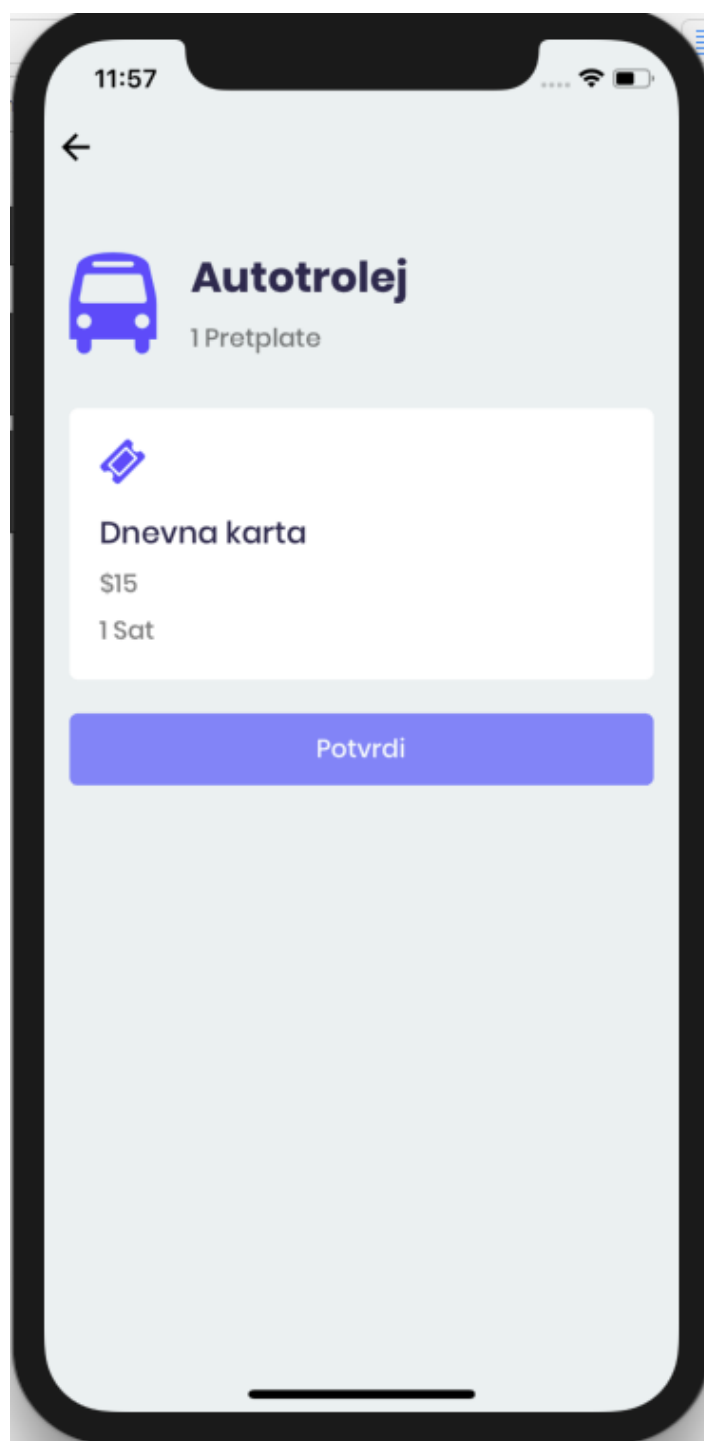 11:57
Autotrolej
1 Pretplate
Dnevna karta
$15
1 Sat
Potvrdi